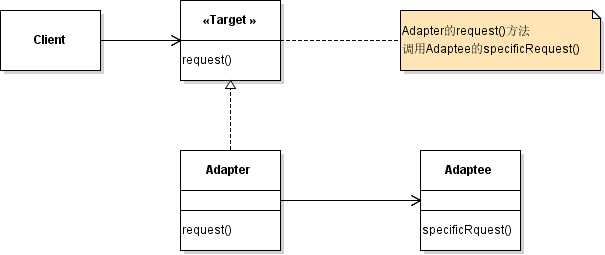 Client
«Target »
request()
Adapter的request()方法
调用Adaptee的specificRequest()
Adapter
request()
Adaptee
specificRquest()